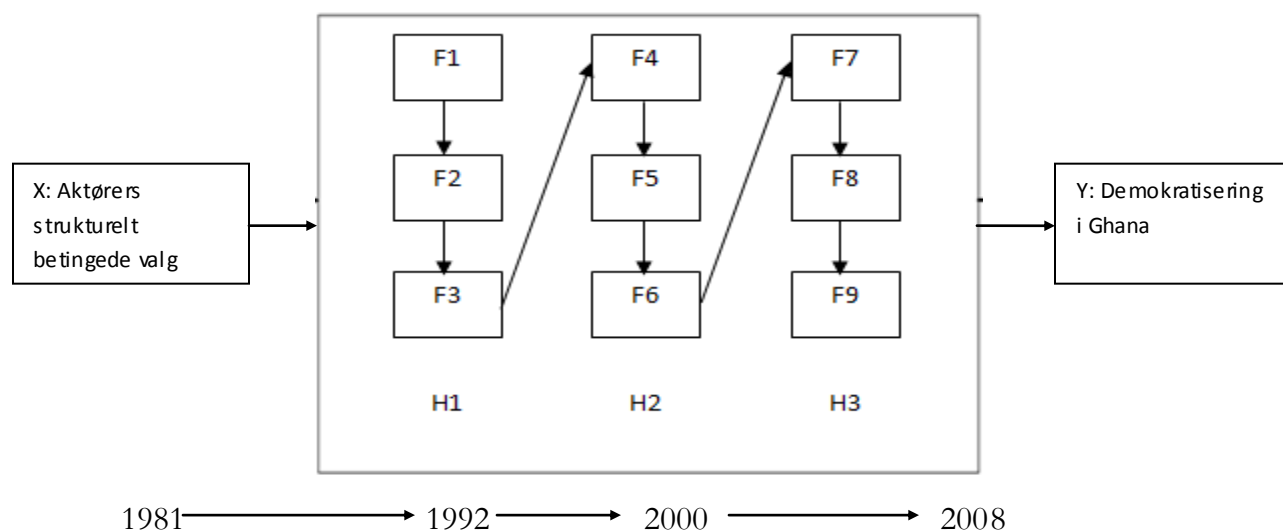 F1 F4 F7
F2 F5 F8
X: Aktørers
strukturelt
betingede valg
Y: Demokratisering
i Ghana
F3 F6 F9
H1 H2 H3
1981 1992 2000 2008